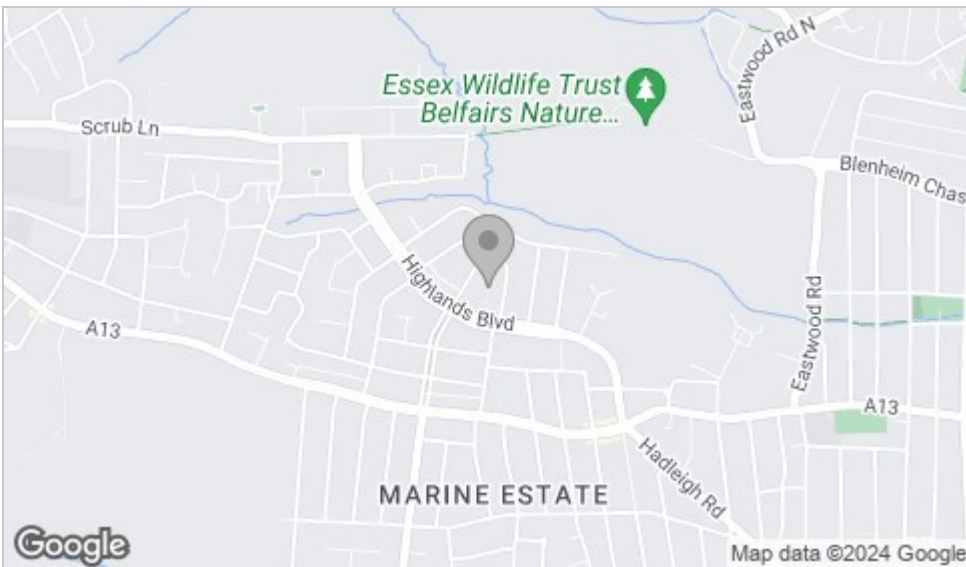 Eastwood Rd N
Essex Wildlife Trust
Belfairs Nature...
Scrub Ln
Blenheim Chas
Highlands Blvd
A13
Eastwood Rd
A13
Hadleigh Rd
MARINE ESTATE
Google
Map data ©2024 Google